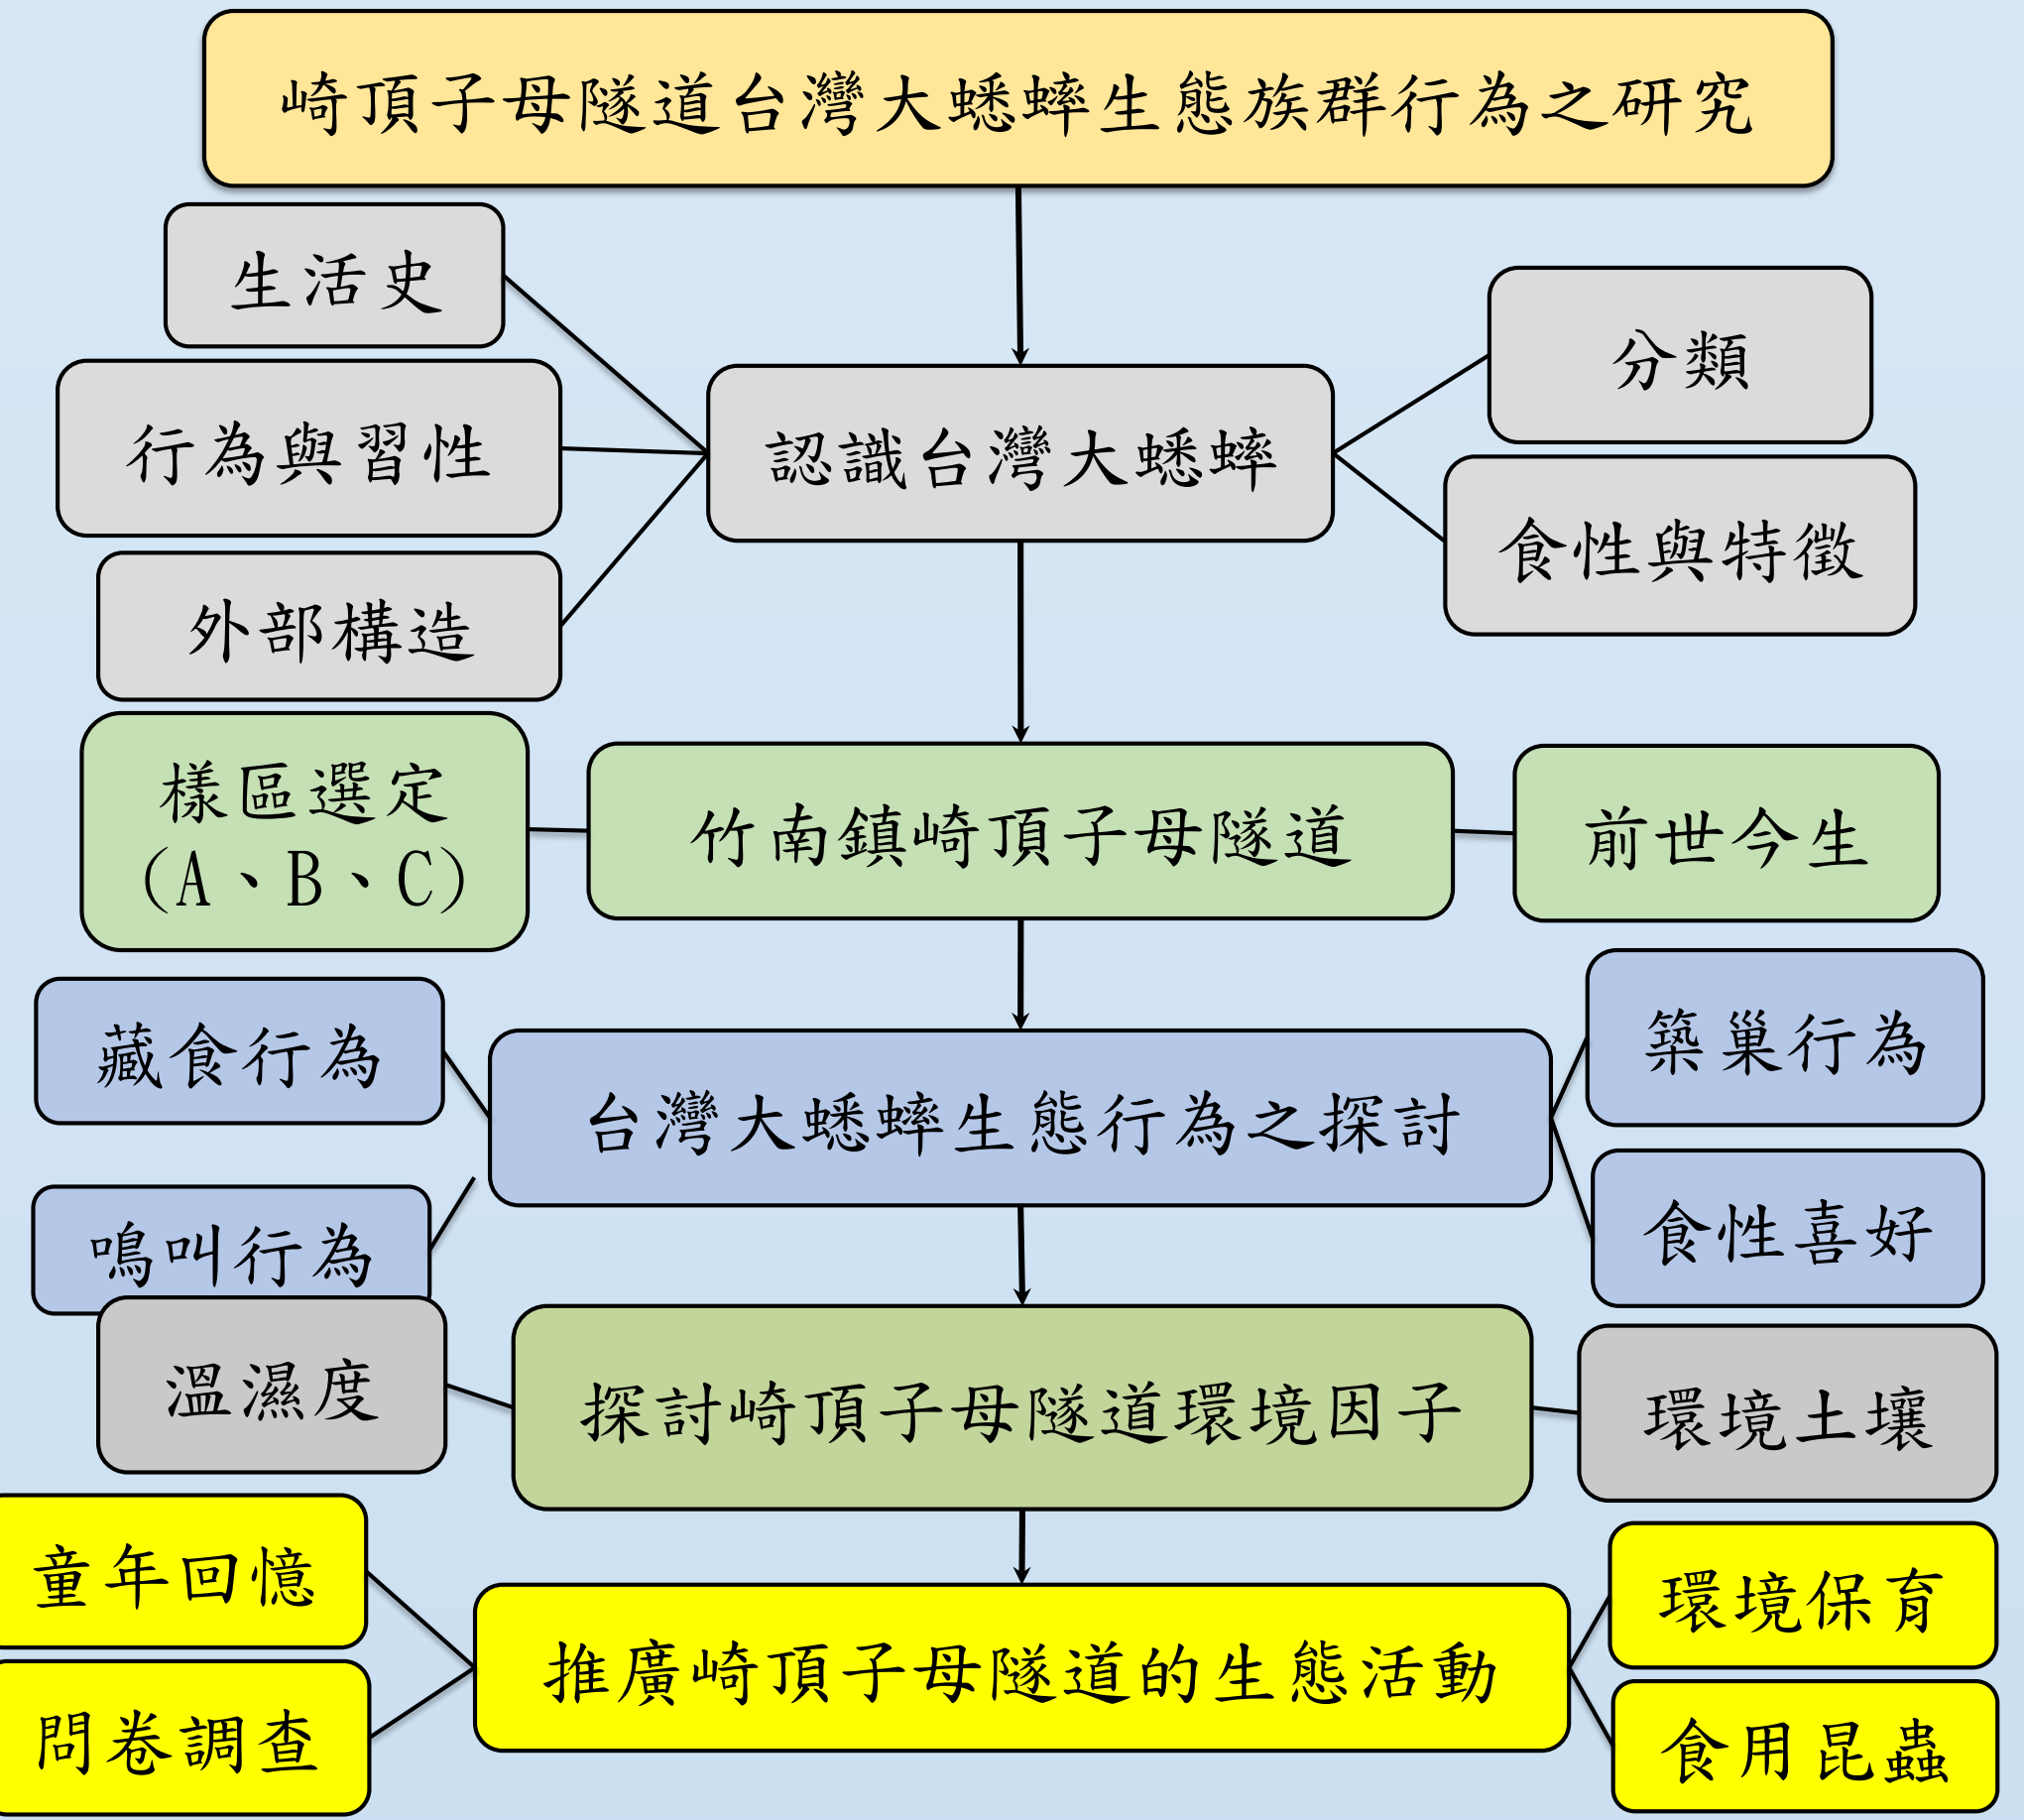 崎頂子母隧道台灣大蟋蟀生態族群行為之研究
生活史
行為與習性
外部構造
認識台灣大蟋蟀
分類
食性與特徵
樣區選定
(A、B、C)
竹南鎮崎頂子母隧道
前世今生
藏食行為
鳴叫行為
台灣大蟋蟀生態行為之探討
築巢行為
食性喜好
溫濕度
探討崎頂子母隧道環境因子
環境土壤
童年回憶
問卷調查
推廣崎頂子母隧道的生態活動
環境保育
食用昆蟲